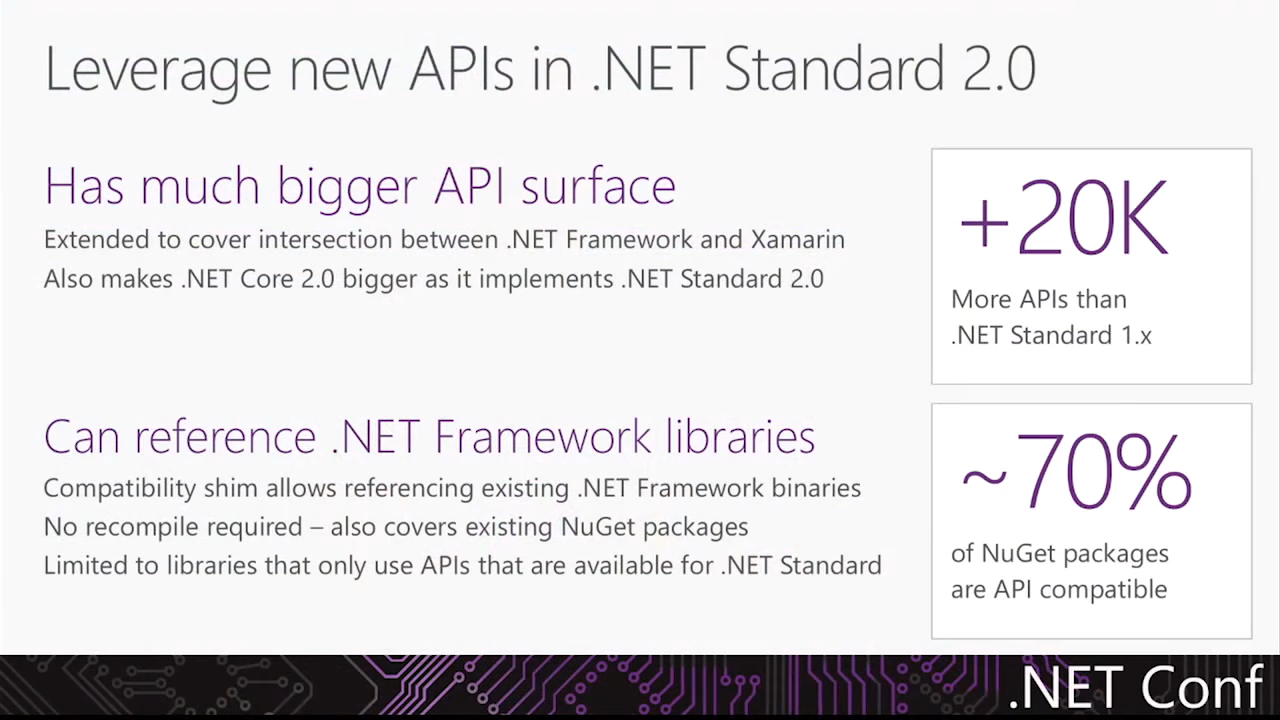 Leverage new APIs in .NET Standard 2.0
Has much bigger API surface
Extended to cover intersection between .NET Framework and Xamarin
Also makes .NET Core 2.0 bigger as it implements .NET Standard 2.0
+20K
More APIs than
.NET Standard 1.x
Can reference .NET Framework libraries
Compatibility shim allows referencing existing .NET Framework binaries
No recompile required – also covers existing NuGet packages
Limited to libraries that only use APIs that are available for .NET Standard
~70%
of NuGet packages
are API compatible
.NET Conf